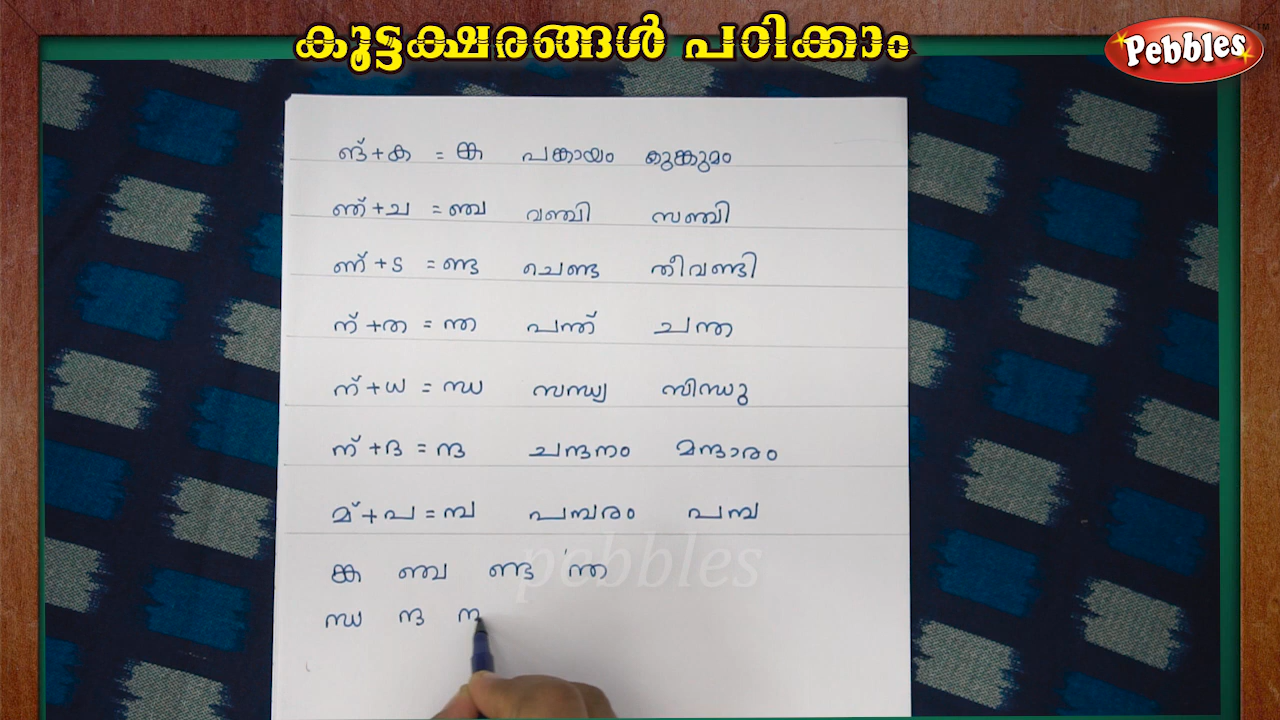 കൂട്ടക്ഷരങ്ങൾ പഠിക്കാം
Pebbles
ങ്+ക = ങ്ക പങ്കായം കുങ്കുമം
ഞ്+ച = ഞ്ച വഞ്ചി സഞ്ചി
ണ്+ട = ണ്ട ചെണ്ട തീവണ്ടി
ന്+ത = ന്ത പന്ത് ചന്ത
ന്+ധ = ന്ധ സന്ധ്യ സിന്ധു
ന്+ദ = ന്ദ ചന്ദനം മന്ദാരം
മ്+പ = മ്പ പമ്പരം പമ്പ
pebbles
ങ്ക ഞ്ച ണ്ട ന്ത
ന്ധ ന്ദ